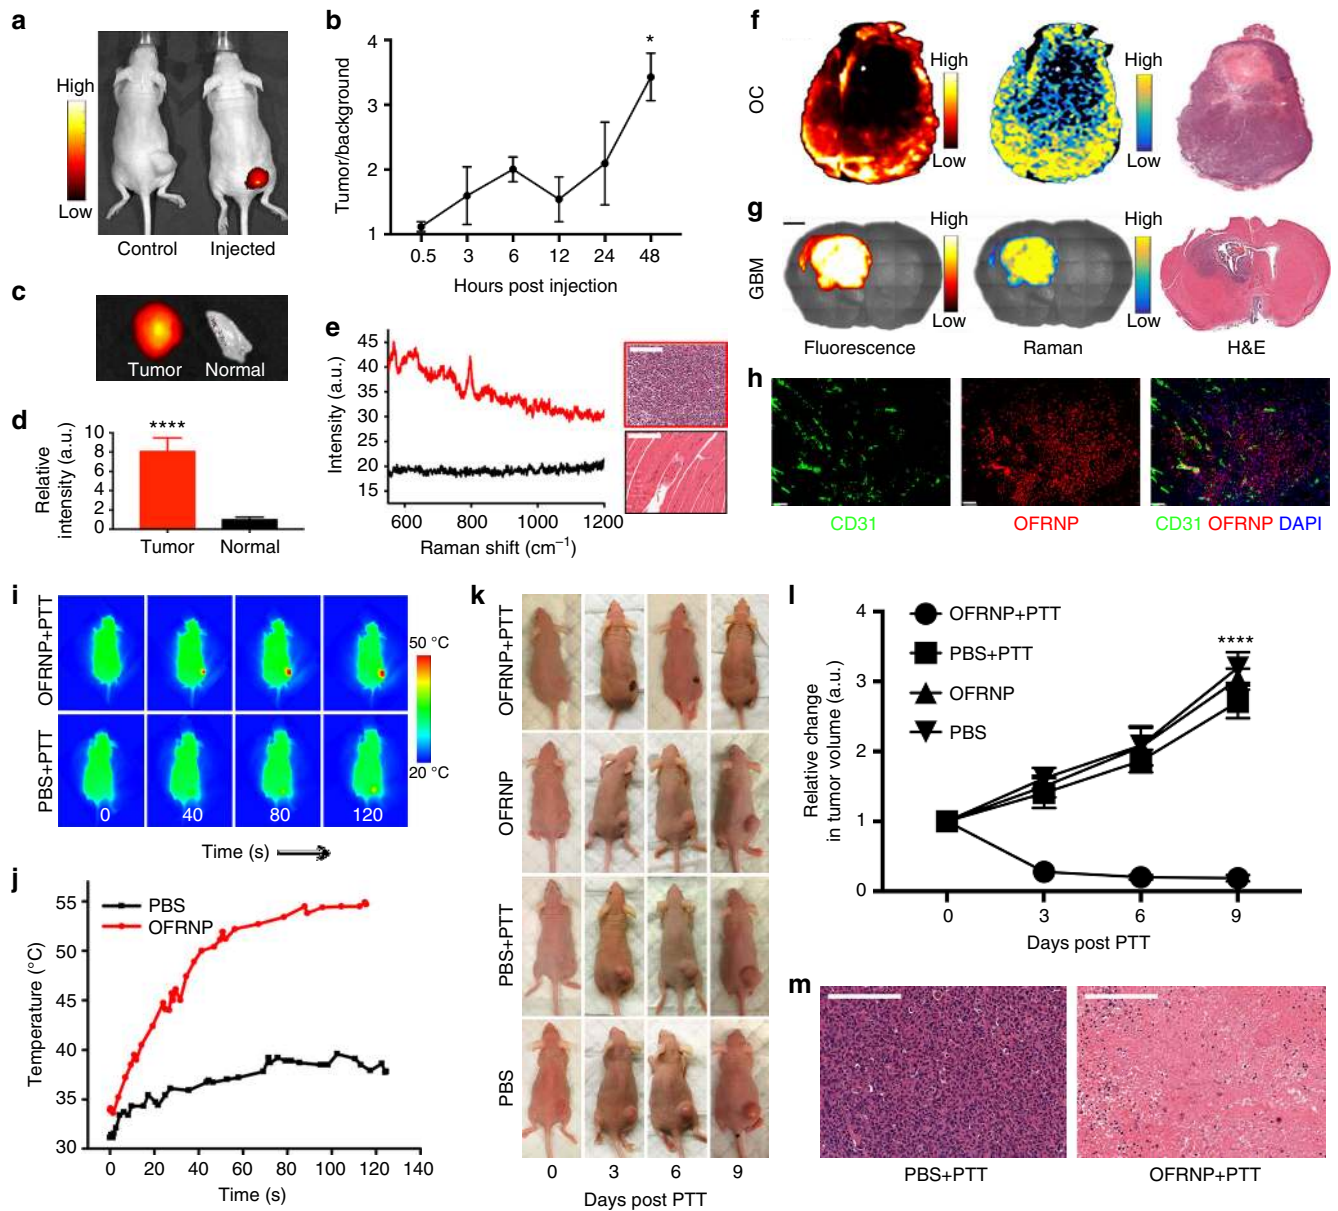 a
High
Low
Control
Injected
b
Tumor/background
4
3
2
1
*
0.5
3
6
12
24
48
Hours post injection
c
Tumor
Normal
d
Relative
intensity (a.u.)
10
8
6
4
2
0
****
Tumor
Normal
e
Intensity (a.u.)
45
40
35
30
25
20
15
600
800
1000
1200
Raman shift (cm⁻¹)
f
OC
High
Low
High
Low
g
GBM
High
Low
High
Low
Fluorescence
Raman
H&E
h
CD31
OFRNP
CD31 OFRNP DAPI
i
OFRNP+PTT
PBS+PTT
50 °C
20 °C
0
40
80
120
Time (s)
j
Temperature (°C)
PBS
OFRNP
55
50
45
40
35
30
0
20
40
60
80
100
120
140
Time (s)
k
OFRNP+PTT
OFRNP
PBS+PTT
PBS
0
3
6
9
Days post PTT
l
Relative change
in tumor volume (a.u.)
4
3
2
1
0
OFRNP+PTT
PBS+PTT
OFRNP
PBS
****
0
3
6
9
Days post PTT
m
PBS+PTT
OFRNP+PTT